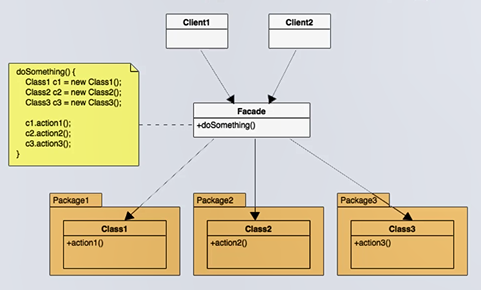 Client1
Client2
doSomething() {
Class1 c1 = new Class1();
Class2 c2 = new Class2();
Class3 c3 = new Class3();
c1.action1();
c2.action2();
c3.action3();
}
Facade
+doSomething()
Package1
Class1
+action1()
Package2
Class2
+action2()
Package3
Class3
+action3()